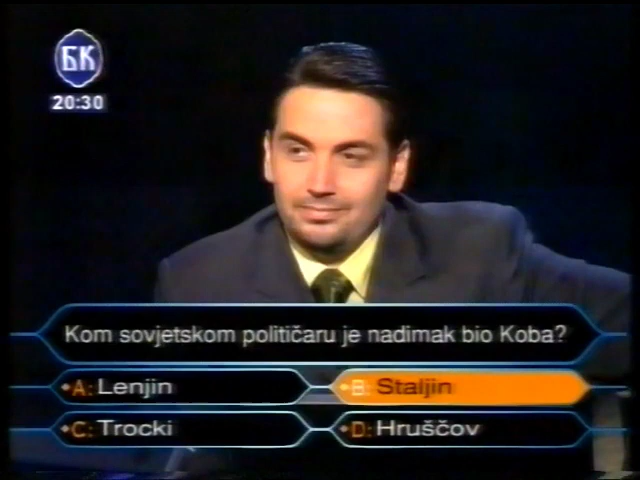 БК
20:30
Kom sovjetskom političaru je nadimak bio Koba?
A: Lenjin
B: Staljin
C: Trocki
D: Hruščov